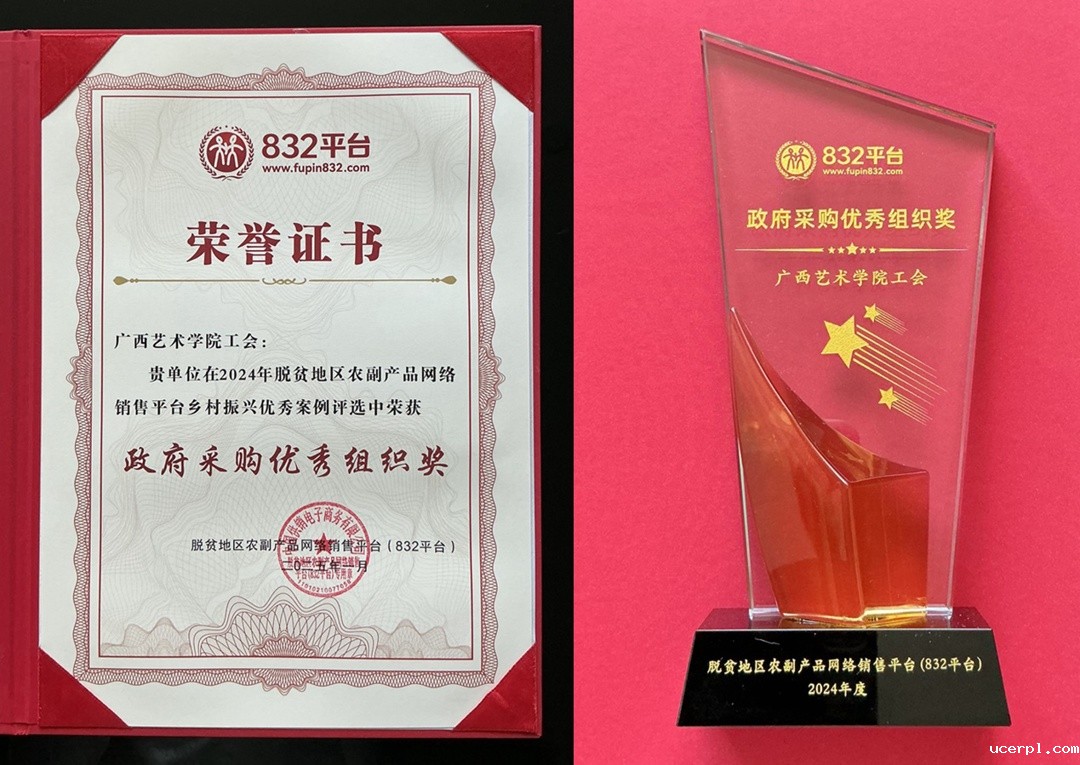 832平台
www.fupin832.com
荣誉证书
广西艺术学院工会：
贵单位在2024年脱贫地区农副产品网络
销售平台乡村振兴优秀案例评选中荣获
政府采购优秀组织奖
脱贫地区农副产品网络销售平台（832平台）
832平台
www.fupin832.com
政府采购优秀组织奖
广西艺术学院工会
脱贫地区农副产品网络销售平台(832平台)
2024年度
ucerpl.com